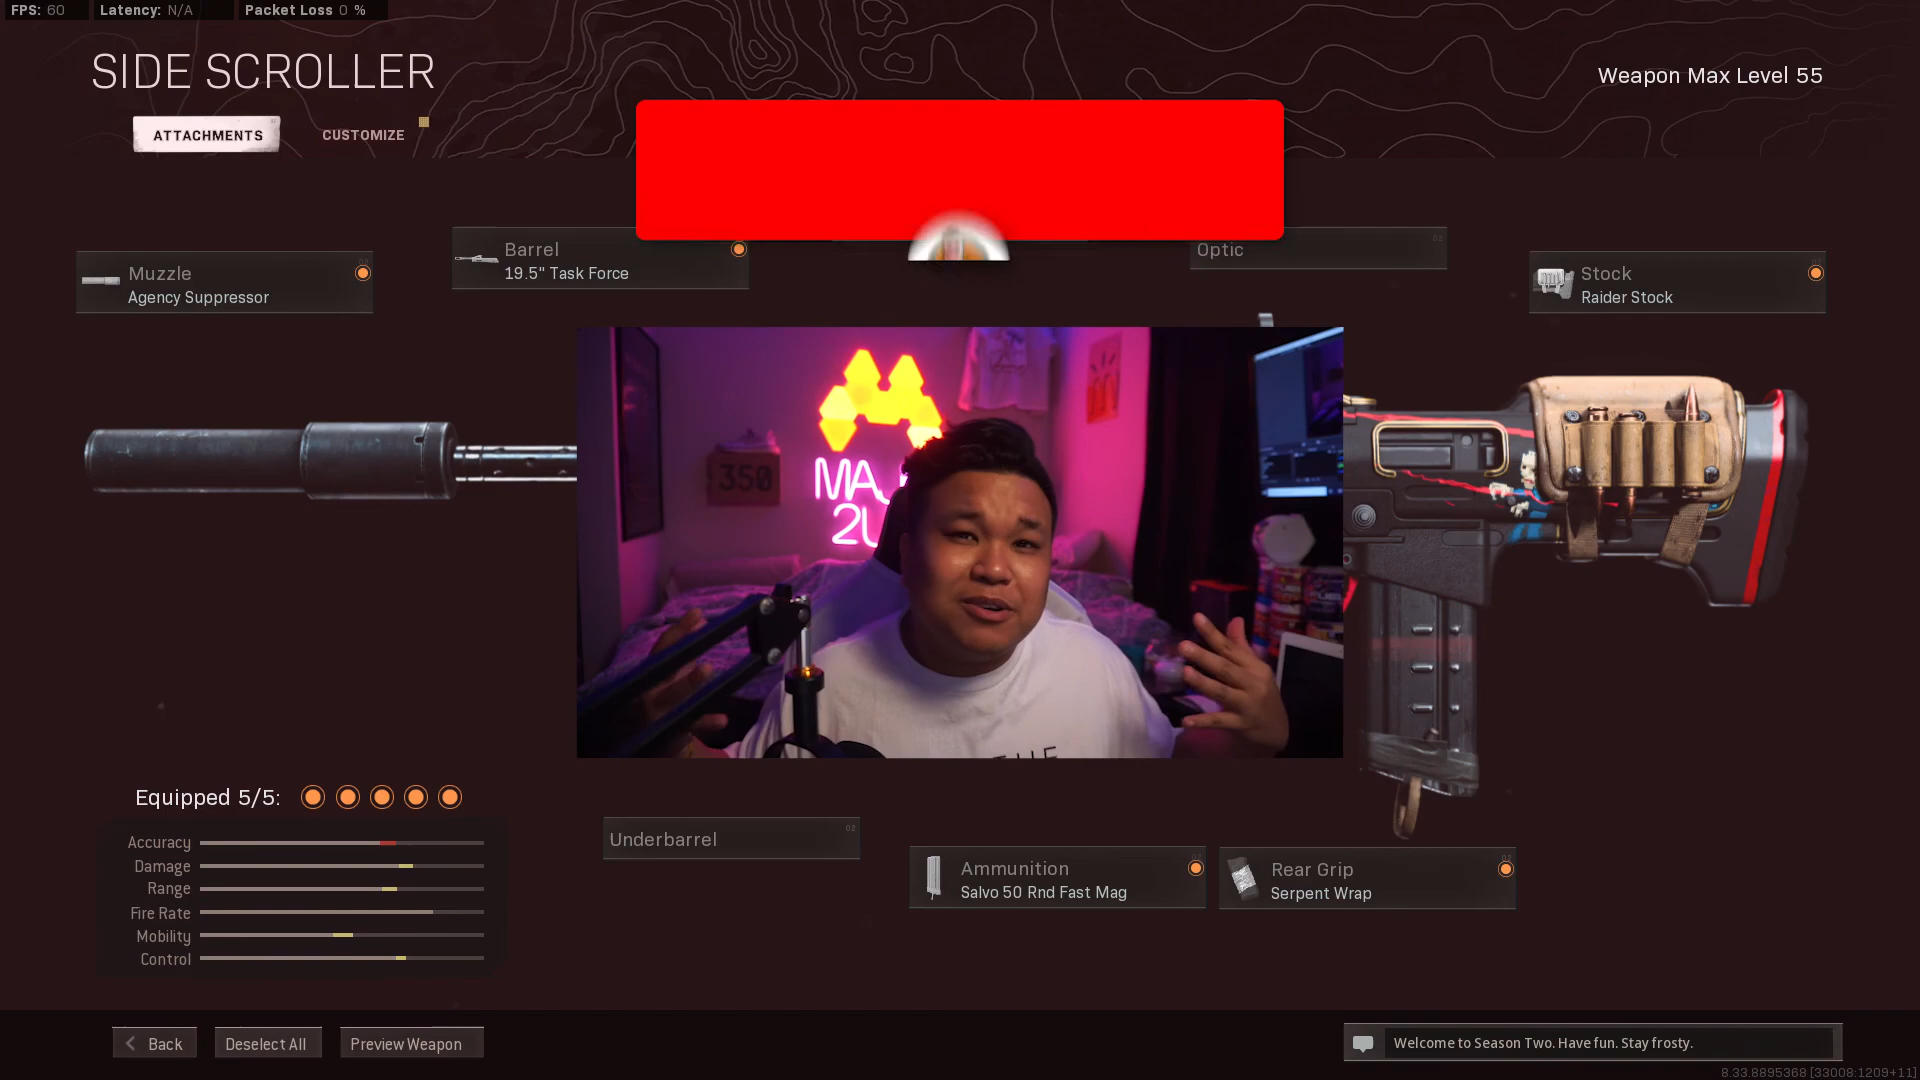 FPS: 60 Latency: N/A Packet Loss 0 %
SIDE SCROLLER
Weapon Max Level 55
ATTACHMENTS CUSTOMIZE
Barrel
19.5" Task Force
Optic
Muzzle
Agency Suppressor
Stock
Raider Stock
350
MA
2
THE
Equipped 5/5:
Accuracy
Damage
Range
Fire Rate
Mobility
Control
Underbarrel
Ammunition
Salvo 50 Rnd Fast Mag
Rear Grip
Serpent Wrap
Back Deselect All Preview Weapon
Welcome to Season Two. Have fun. Stay frosty.
8.33.8895368 [33008:1209+11]